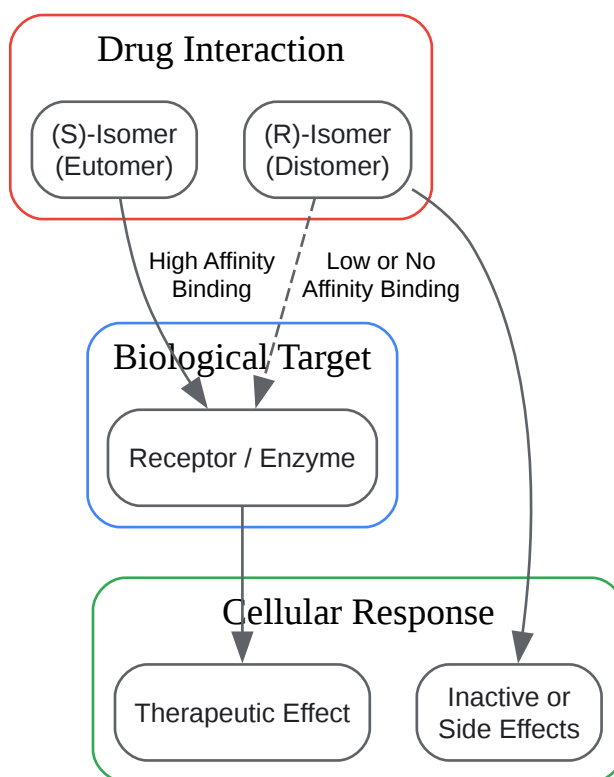 Drug Interaction
(S)-Isomer
(Eutomer)
(R)-Isomer
(Distomer)
High Affinity
Binding
Low or No
Affinity Binding
Biological Target
Receptor / Enzyme
Cellular Response
Therapeutic Effect
Inactive or
Side Effects